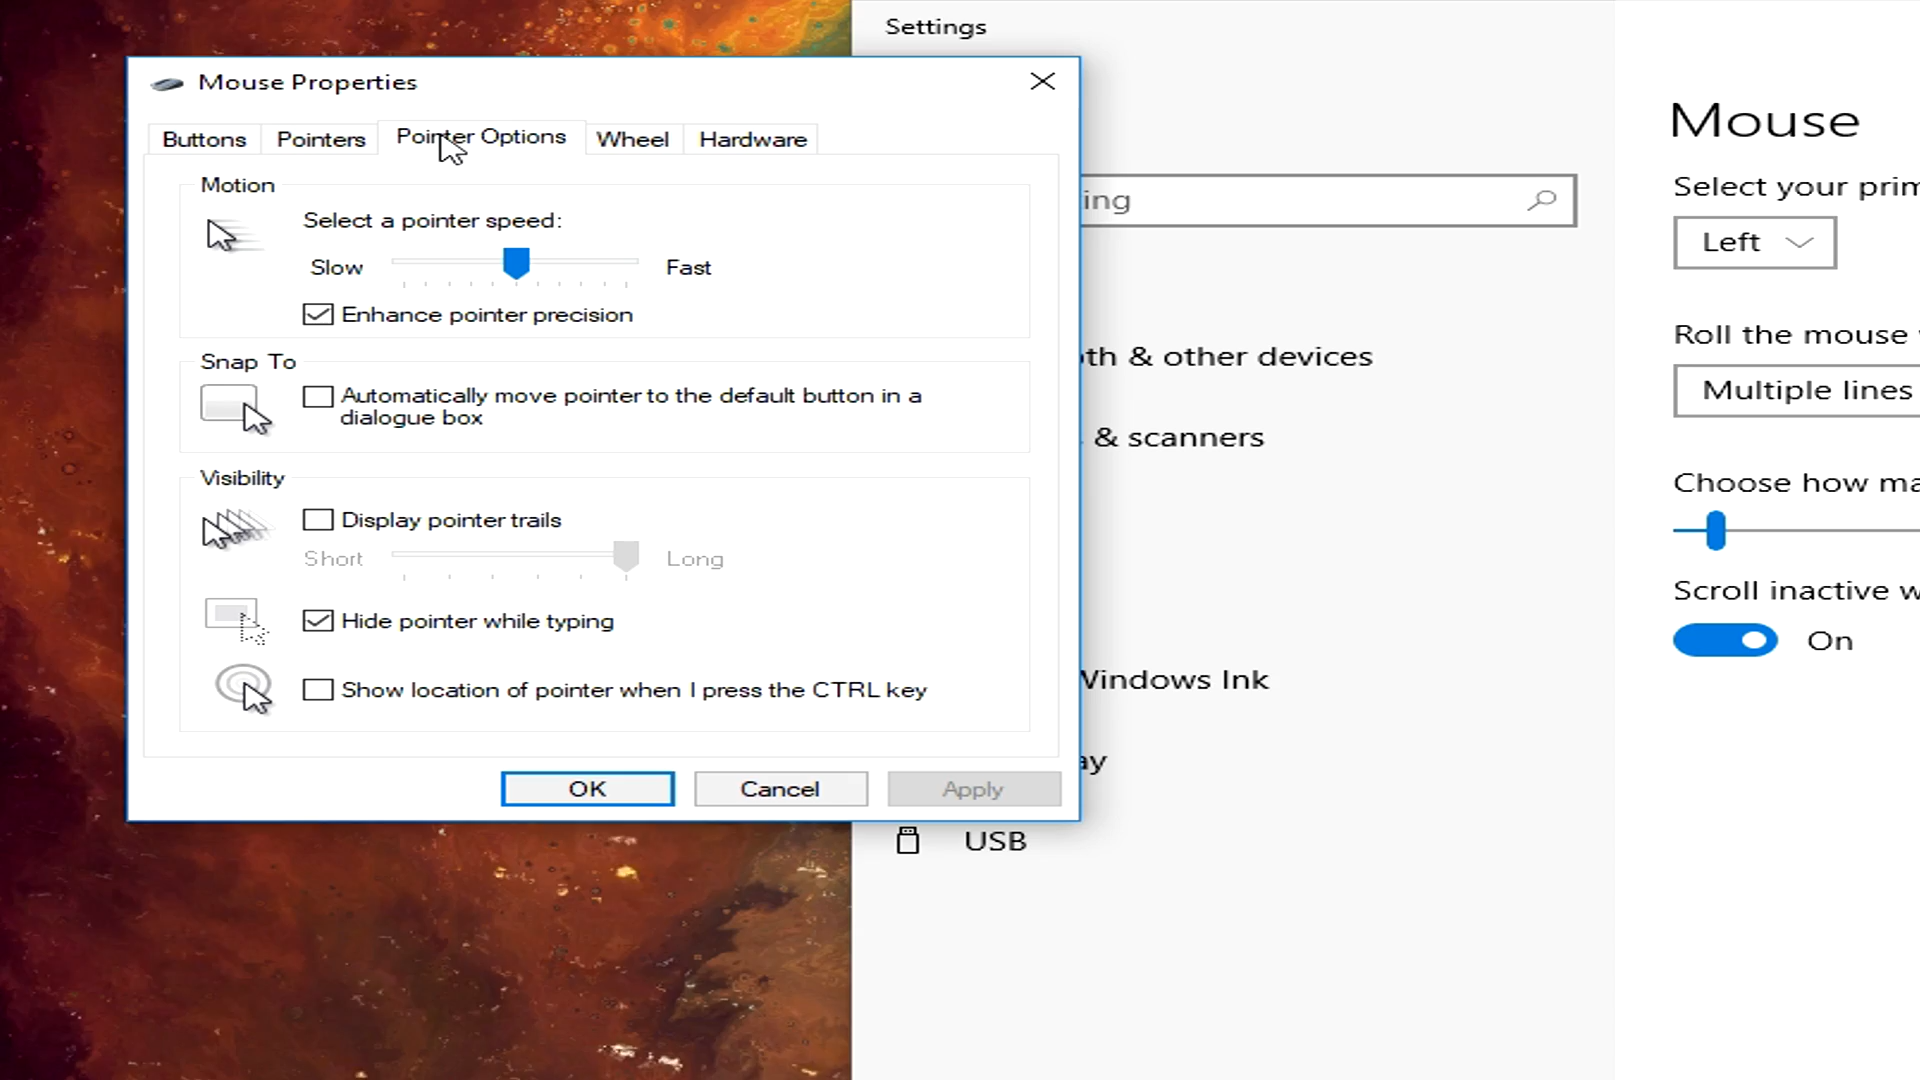 Settings
Mouse Properties
Buttons
Pointers
Pointer Options
Wheel
Hardware
Motion
Select a pointer speed:
Slow
Fast
Enhance pointer precision
Snap To
Automatically move pointer to the default button in a
dialogue box
Visibility
Display pointer trails
Short
Long
Hide pointer while typing
Show location of pointer when I press the CTRL key
OK
Cancel
Apply
ing
th & other devices
& scanners
Windows Ink
ay
USB
Mouse
Select your prim
Left
Roll the mouse
Multiple lines
Choose how ma
Scroll inactive w
On